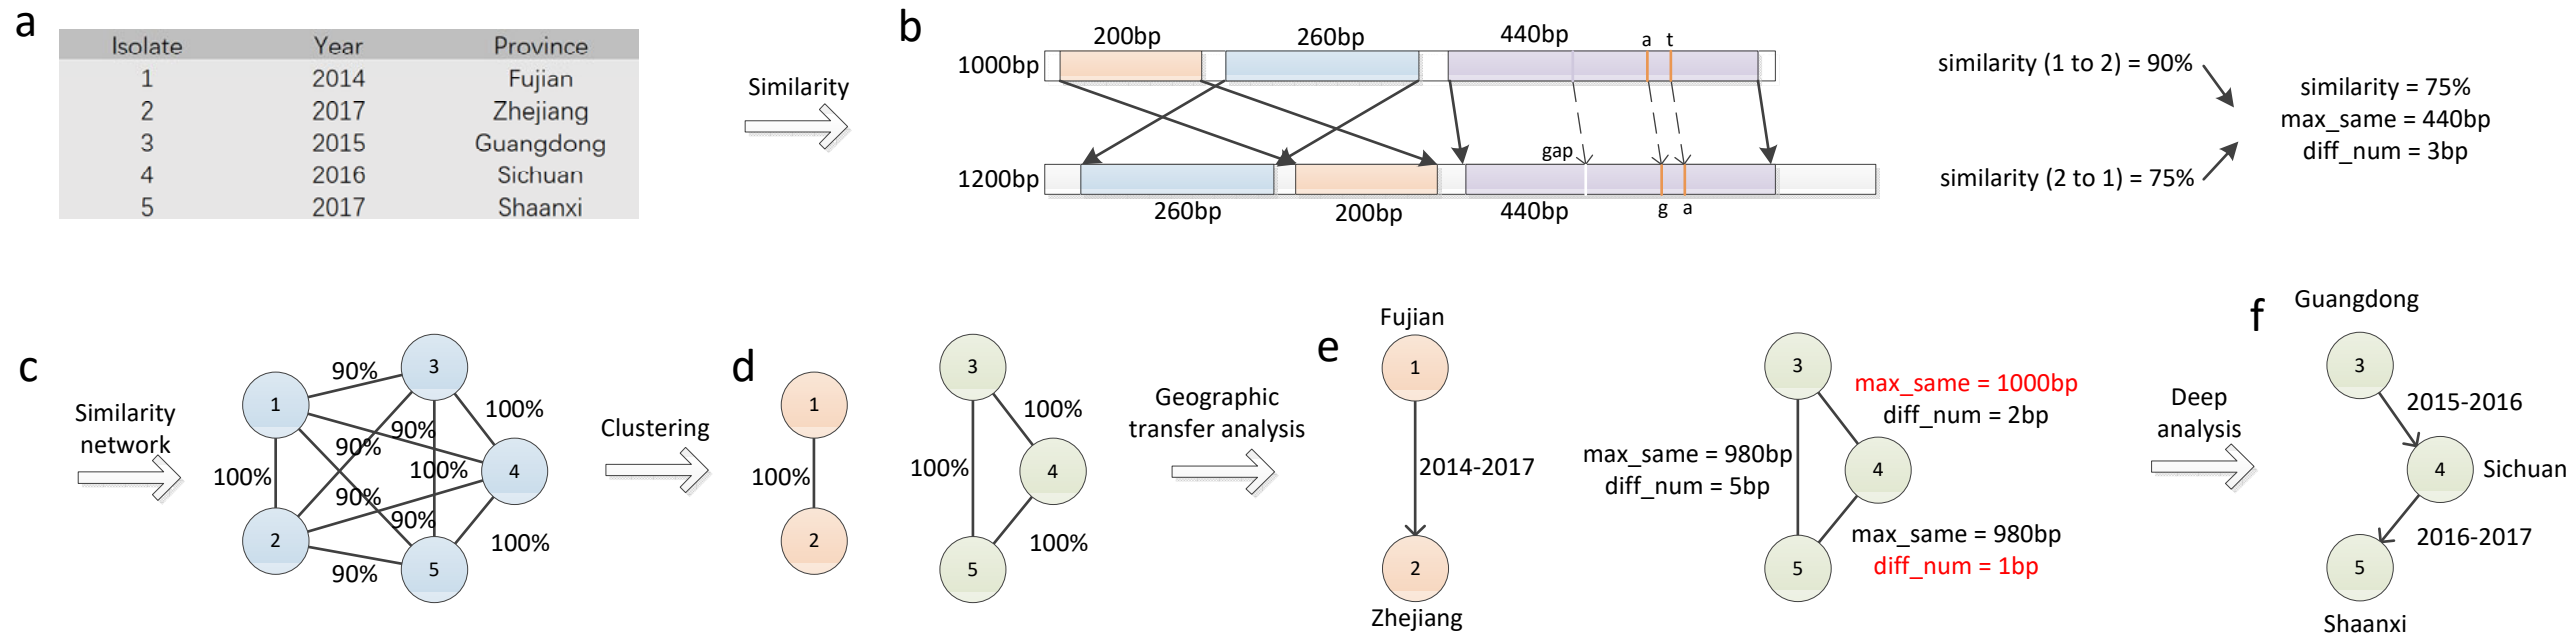 a
Isolate Year Province
1 2014 Fujian
2 2017 Zhejiang
3 2015 Guangdong
4 2016 Sichuan
5 2017 Shaanxi
Similarity
b
200bp 260bp 440bp a t
1000bp
gap
1200bp
260bp 200bp 440bp g a
similarity (1 to 2) = 90%
similarity (2 to 1) = 75%
similarity = 75%
max_same = 440bp
diff_num = 3bp
c
Similarity
network
1
2
3
4
5
90%
100%
90%
90%
100%
100%
90%
90%
100%
90%
Clustering
d
1
100%
2
3
100%
100%
4
100%
5
Geographic
transfer analysis
e
Fujian
1
2014-2017
2
Zhejiang
3
max_same = 1000bp
diff_num = 2bp
max_same = 980bp
diff_num = 5bp
4
max_same = 980bp
diff_num = 1bp
5
Deep
analysis
f
Guangdong
3
2015-2016
4 Sichuan
2016-2017
5
Shaanxi